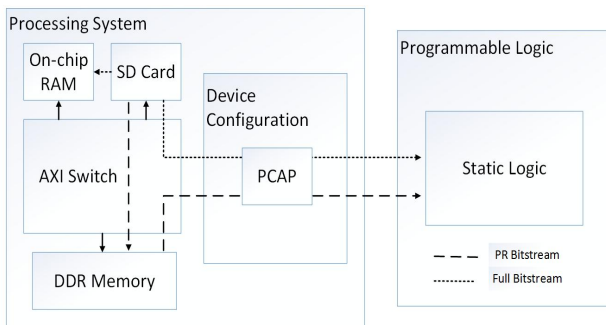 Processing System
On-chip
RAM
SD Card
Device
Configuration
AXI Switch
PCAP
DDR Memory
Programmable Logic
Static Logic
PR Bitstream
Full Bitstream